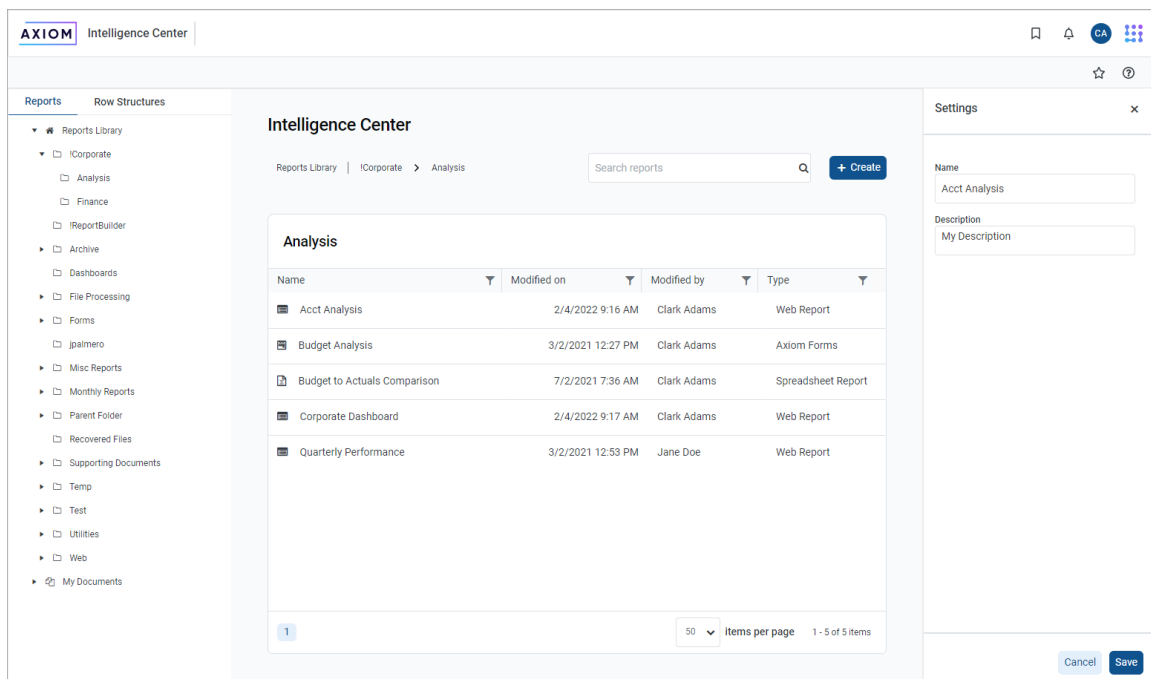 AXIOM Intelligence Center
CA
Reports Row Structures
Reports Library
!Corporate
Analysis
Finance
!ReportBuilder
Archive
Dashboards
File Processing
Forms
jpalmero
Misc Reports
Monthly Reports
Parent Folder
Recovered Files
Supporting Documents
Temp
Test
Utilities
Web
My Documents
Intelligence Center
Reports Library | !Corporate > Analysis
Search reports
+ Create
Analysis
Name Modified on Modified by Type
Acct Analysis 2/4/2022 9:16 AM Clark Adams Web Report
Budget Analysis 3/2/2021 12:27 PM Clark Adams Axiom Forms
Budget to Actuals Comparison 7/2/2021 7:36 AM Clark Adams Spreadsheet Report
Corporate Dashboard 2/4/2022 9:17 AM Clark Adams Web Report
Quarterly Performance 3/2/2021 12:53 PM Jane Doe Web Report
1 50 items per page 1 - 5 of 5 items
Settings
Name
Acct Analysis
Description
My Description
Cancel Save